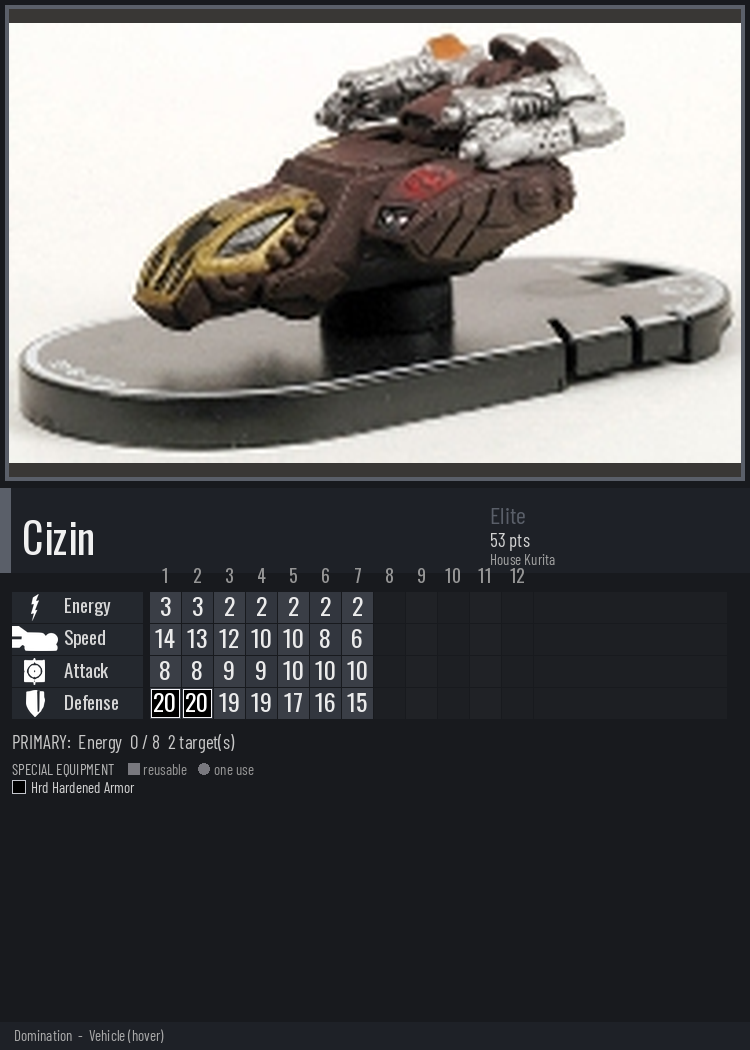 Cizin
Elite
53 pts
House Kurita
1 2 3 4 5 6 7 8 9 10 11 12
Energy 3 3 2 2 2 2 2
Speed 14 13 12 10 10 8 6
Attack 8 8 9 9 10 10 10
Defense 20 20 19 19 17 16 15
PRIMARY: Energy 0 / 8 2 target(s)
SPECIAL EQUIPMENT reusable one use
Hrd Hardened Armor
Domination - Vehicle (hover)